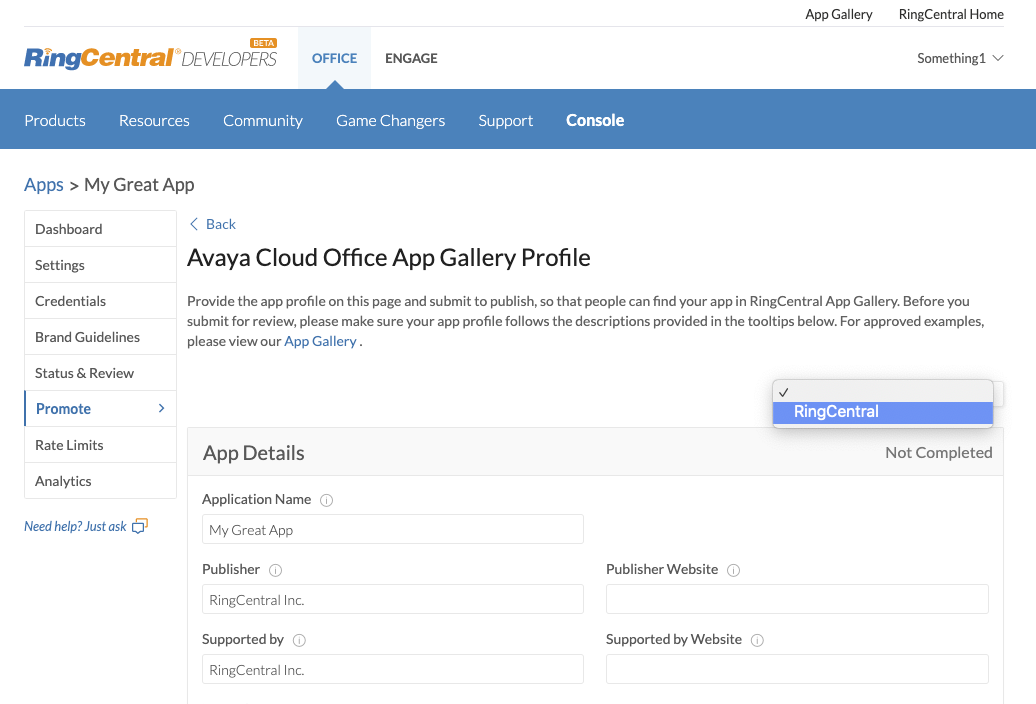 App Gallery RingCentral Home
RingCentral® DEVELOPERS BETA
OFFICE ENGAGE
Something1
Products Resources Community Game Changers Support Console
Apps > My Great App
Dashboard
Settings
Credentials
Brand Guidelines
Status & Review
Promote
Rate Limits
Analytics
Need help? Just ask
Back
Avaya Cloud Office App Gallery Profile
Provide the app profile on this page and submit to publish, so that people can find your app in RingCentral App Gallery. Before you
submit for review, please make sure your app profile follows the descriptions provided in the tooltips below. For approved examples,
please view our App Gallery .
✓
RingCentral
App Details Not Completed
Application Name
My Great App
Publisher Publisher Website
RingCentral Inc.
Supported by Supported by Website
RingCentral Inc.